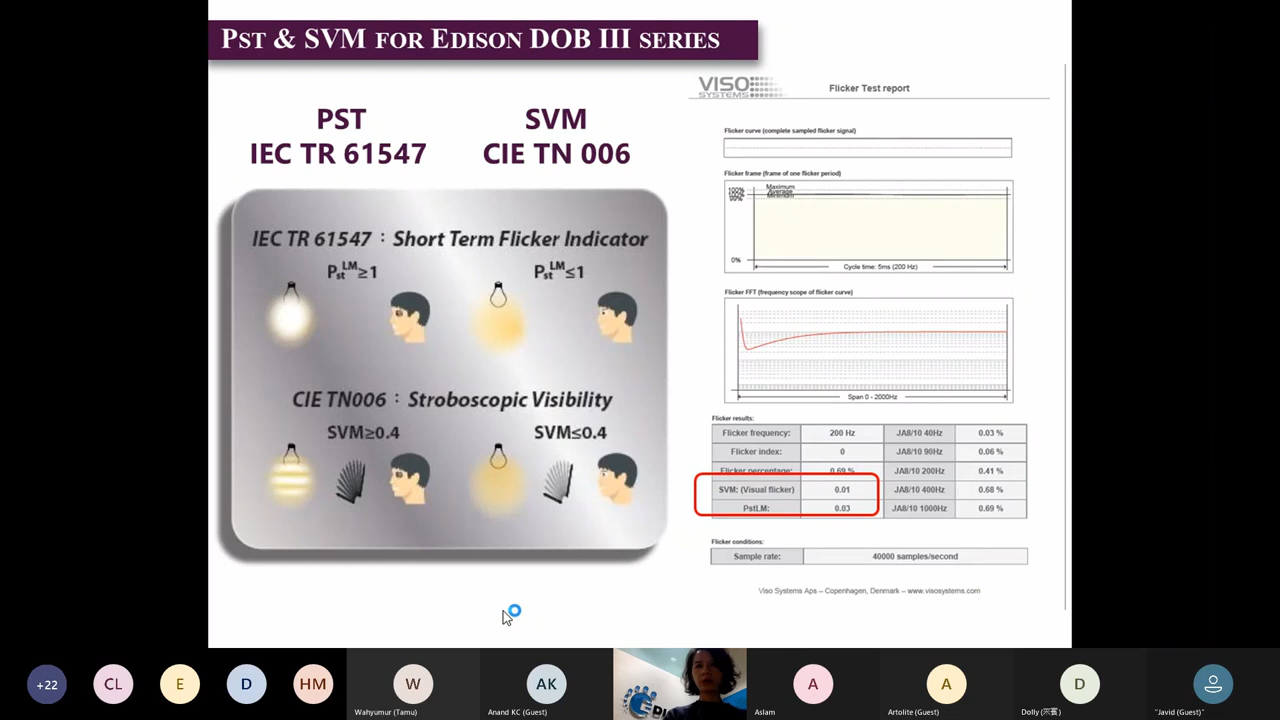 PST & SVM FOR EDISON DOB III SERIES
PST
IEC TR 61547
SVM
CIE TN 006
IEC TR 61547 : Short Term Flicker Indicator
PstLM≥1
PstLM≤1
CIE TN006 : Stroboscopic Visibility
SVM≥0.4
SVM≤0.4
VISO
SYSTEMS
Flicker Test report
Flicker curve (complete sampled flicker signal)
Flicker frame (frame of one flicker period)
Maximum
Average
Minimum
0%
Cycle time: 5ms (200 Hz)
Flicker FFT (frequency scope of flicker curve)
Span 0 - 2000Hz
Flicker results:
Flicker frequency: 200 Hz JA8/10 40Hz 0.03 %
Flicker index: 0 JA8/10 90Hz 0.06 %
Flicker percentage: 0.69 % JA8/10 200Hz 0.41 %
SVM: (Visual flicker) 0.01 JA8/10 400Hz 0.68 %
PstLM: 0.03 JA8/10 1000Hz 0.69 %
Flicker conditions:
Sample rate: 40000 samples/second
Viso Systems Aps – Copenhagen, Denmark – www.visosystems.com
+22
CL
E
D
HM
W
Wahyumur (Tamu)
AK
Anand KC (Guest)
A
Aslam
A
Artolite (Guest)
D
Dolly (宗賓)
"Javid (Guest)"